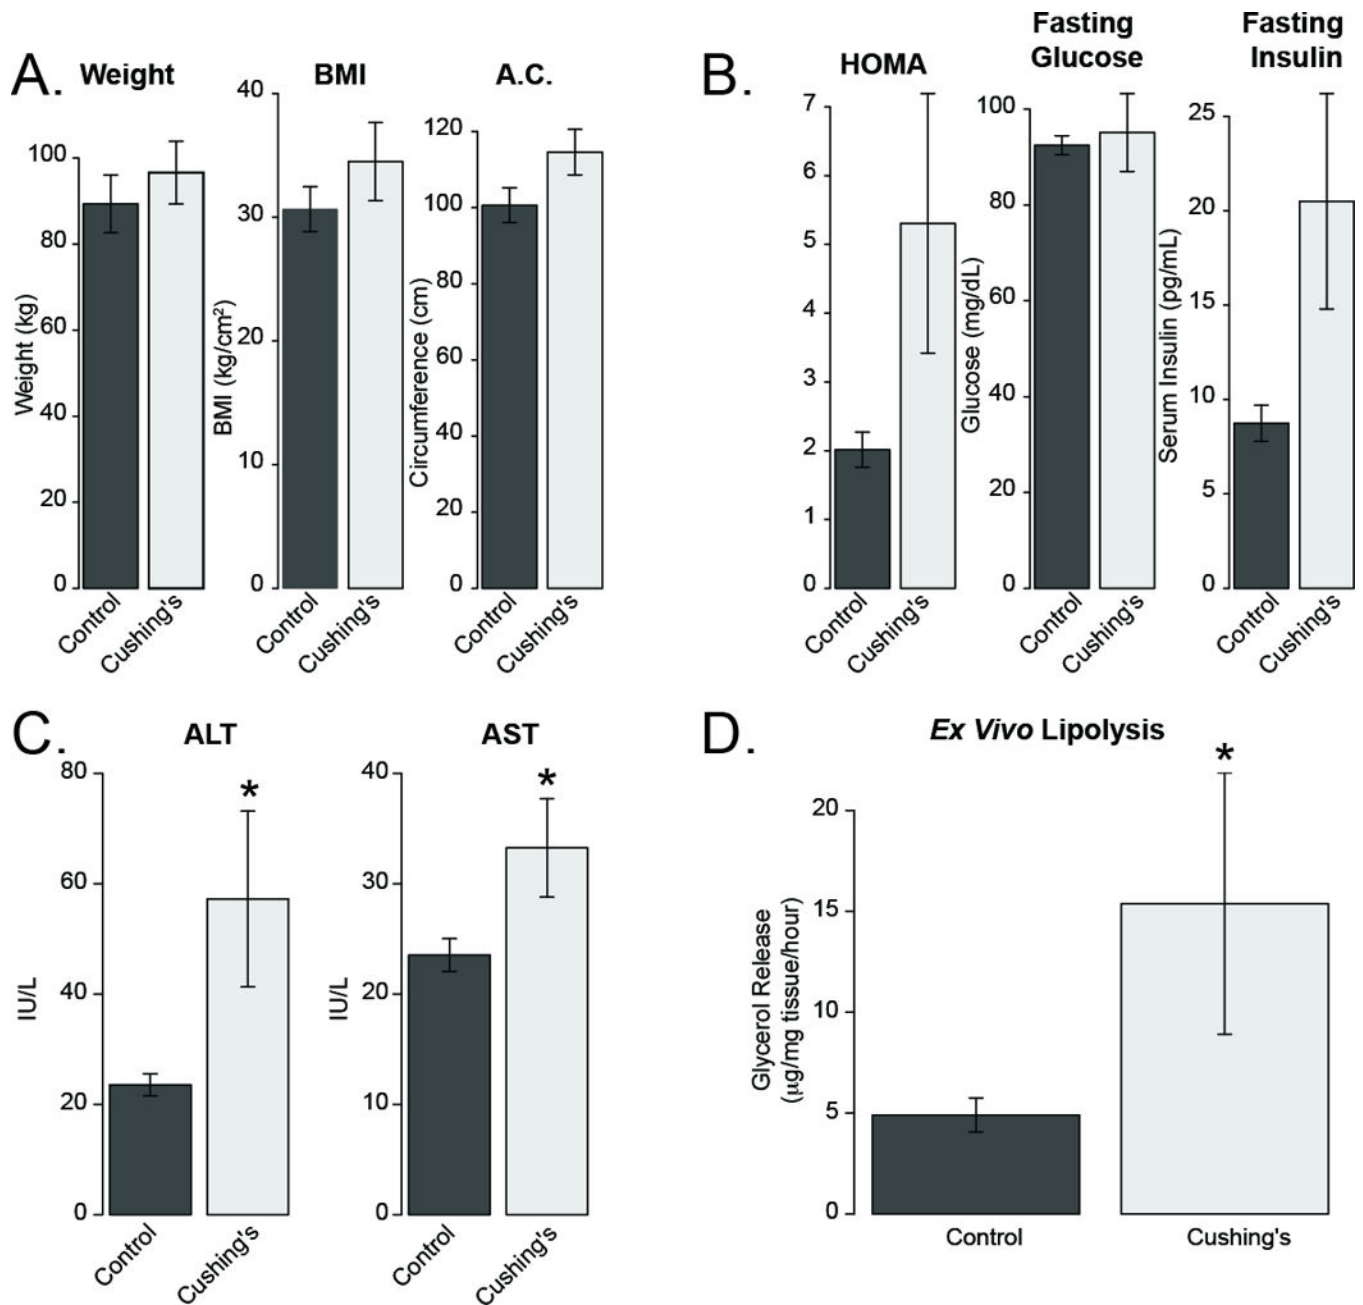 A.
Weight
BMI
A.C.
Weight (kg)
100
80
60
40
20
0
Control
Cushing's
BMI (kg/cm²)
40
30
20
10
0
Control
Cushing's
Circumference (cm)
120
100
80
60
40
20
0
Control
Cushing's
B.
HOMA
Fasting
Glucose
Fasting
Insulin
7
6
5
4
3
2
1
0
Control
Cushing's
Glucose (mg/dL)
100
80
60
40
20
0
Control
Cushing's
Serum Insulin (pg/mL)
25
20
15
10
5
0
Control
Cushing's
C.
ALT
AST
IU/L
80
60
40
20
0
*
Control
Cushing's
IU/L
40
30
20
10
0
*
Control
Cushing's
D.
Ex Vivo Lipolysis
Glycerol Release
(μg/mg tissue/hour)
20
15
10
5
0
*
Control
Cushing's